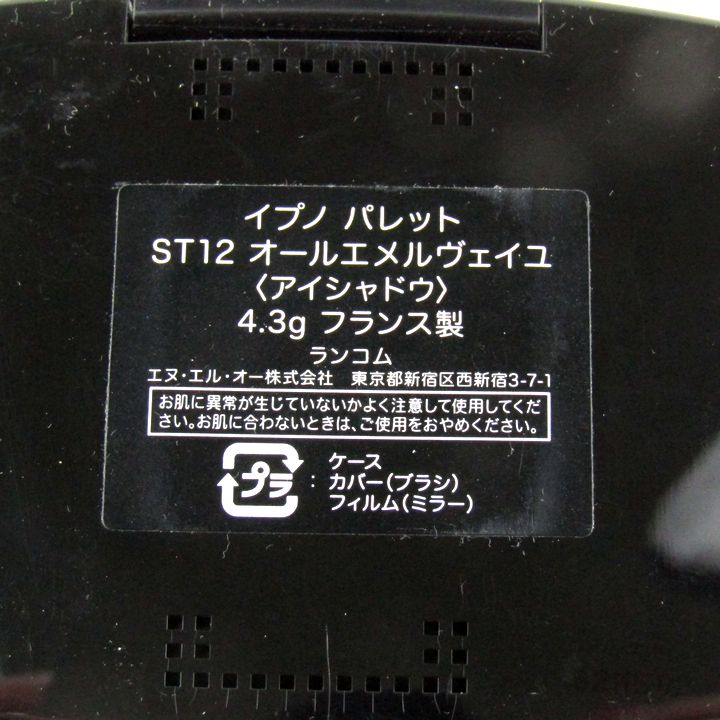 イプノ パレット
ST12 オールエメルヴェイユ
〈アイシャドウ〉
4.3g フランス製
ランコム
エヌ・エル・オー株式会社　東京都新宿区西新宿3-7-1
お肌に異常が生じていないかよく注意して使用してくだ
さい。お肌に合わないときは、ご使用をおやめください。
プラ : ケース
カバー(ブラシ)
フィルム(ミラー)